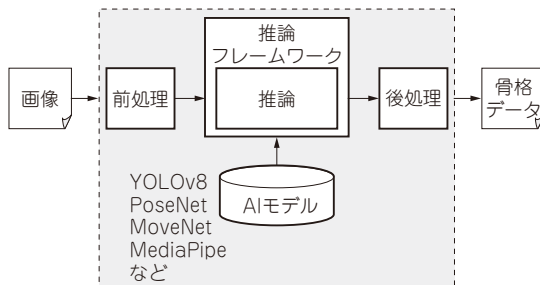 推論
フレームワーク
画像
前処理
推論
後処理
骨格
データ
YOLOv8
PoseNet
MoveNet
MediaPipe
など
AIモデル